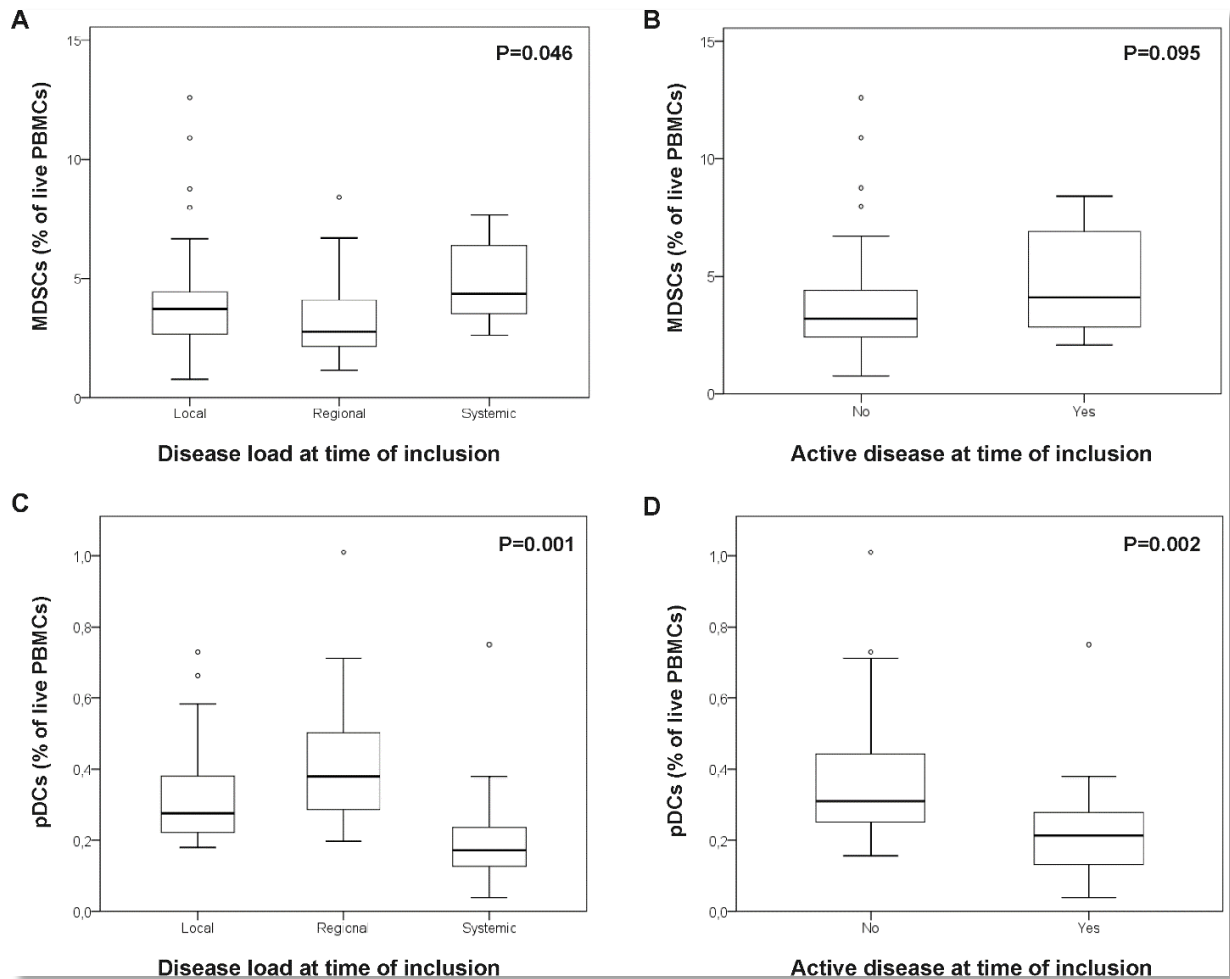 A
P=0.046
MDSCs (% of live PBMCs)
15
10
5
0
Local Regional Systemic
Disease load at time of inclusion
B
P=0.095
MDSCs (% of live PBMCs)
15
10
5
0
No Yes
Active disease at time of inclusion
C
P=0.001
pDCs (% of live PBMCs)
1,0
0,8
0,6
0,4
0,2
0,0
Local Regional Systemic
Disease load at time of inclusion
D
P=0.002
pDCs (% of live PBMCs)
1,0
0,8
0,6
0,4
0,2
0,0
No Yes
Active disease at time of inclusion